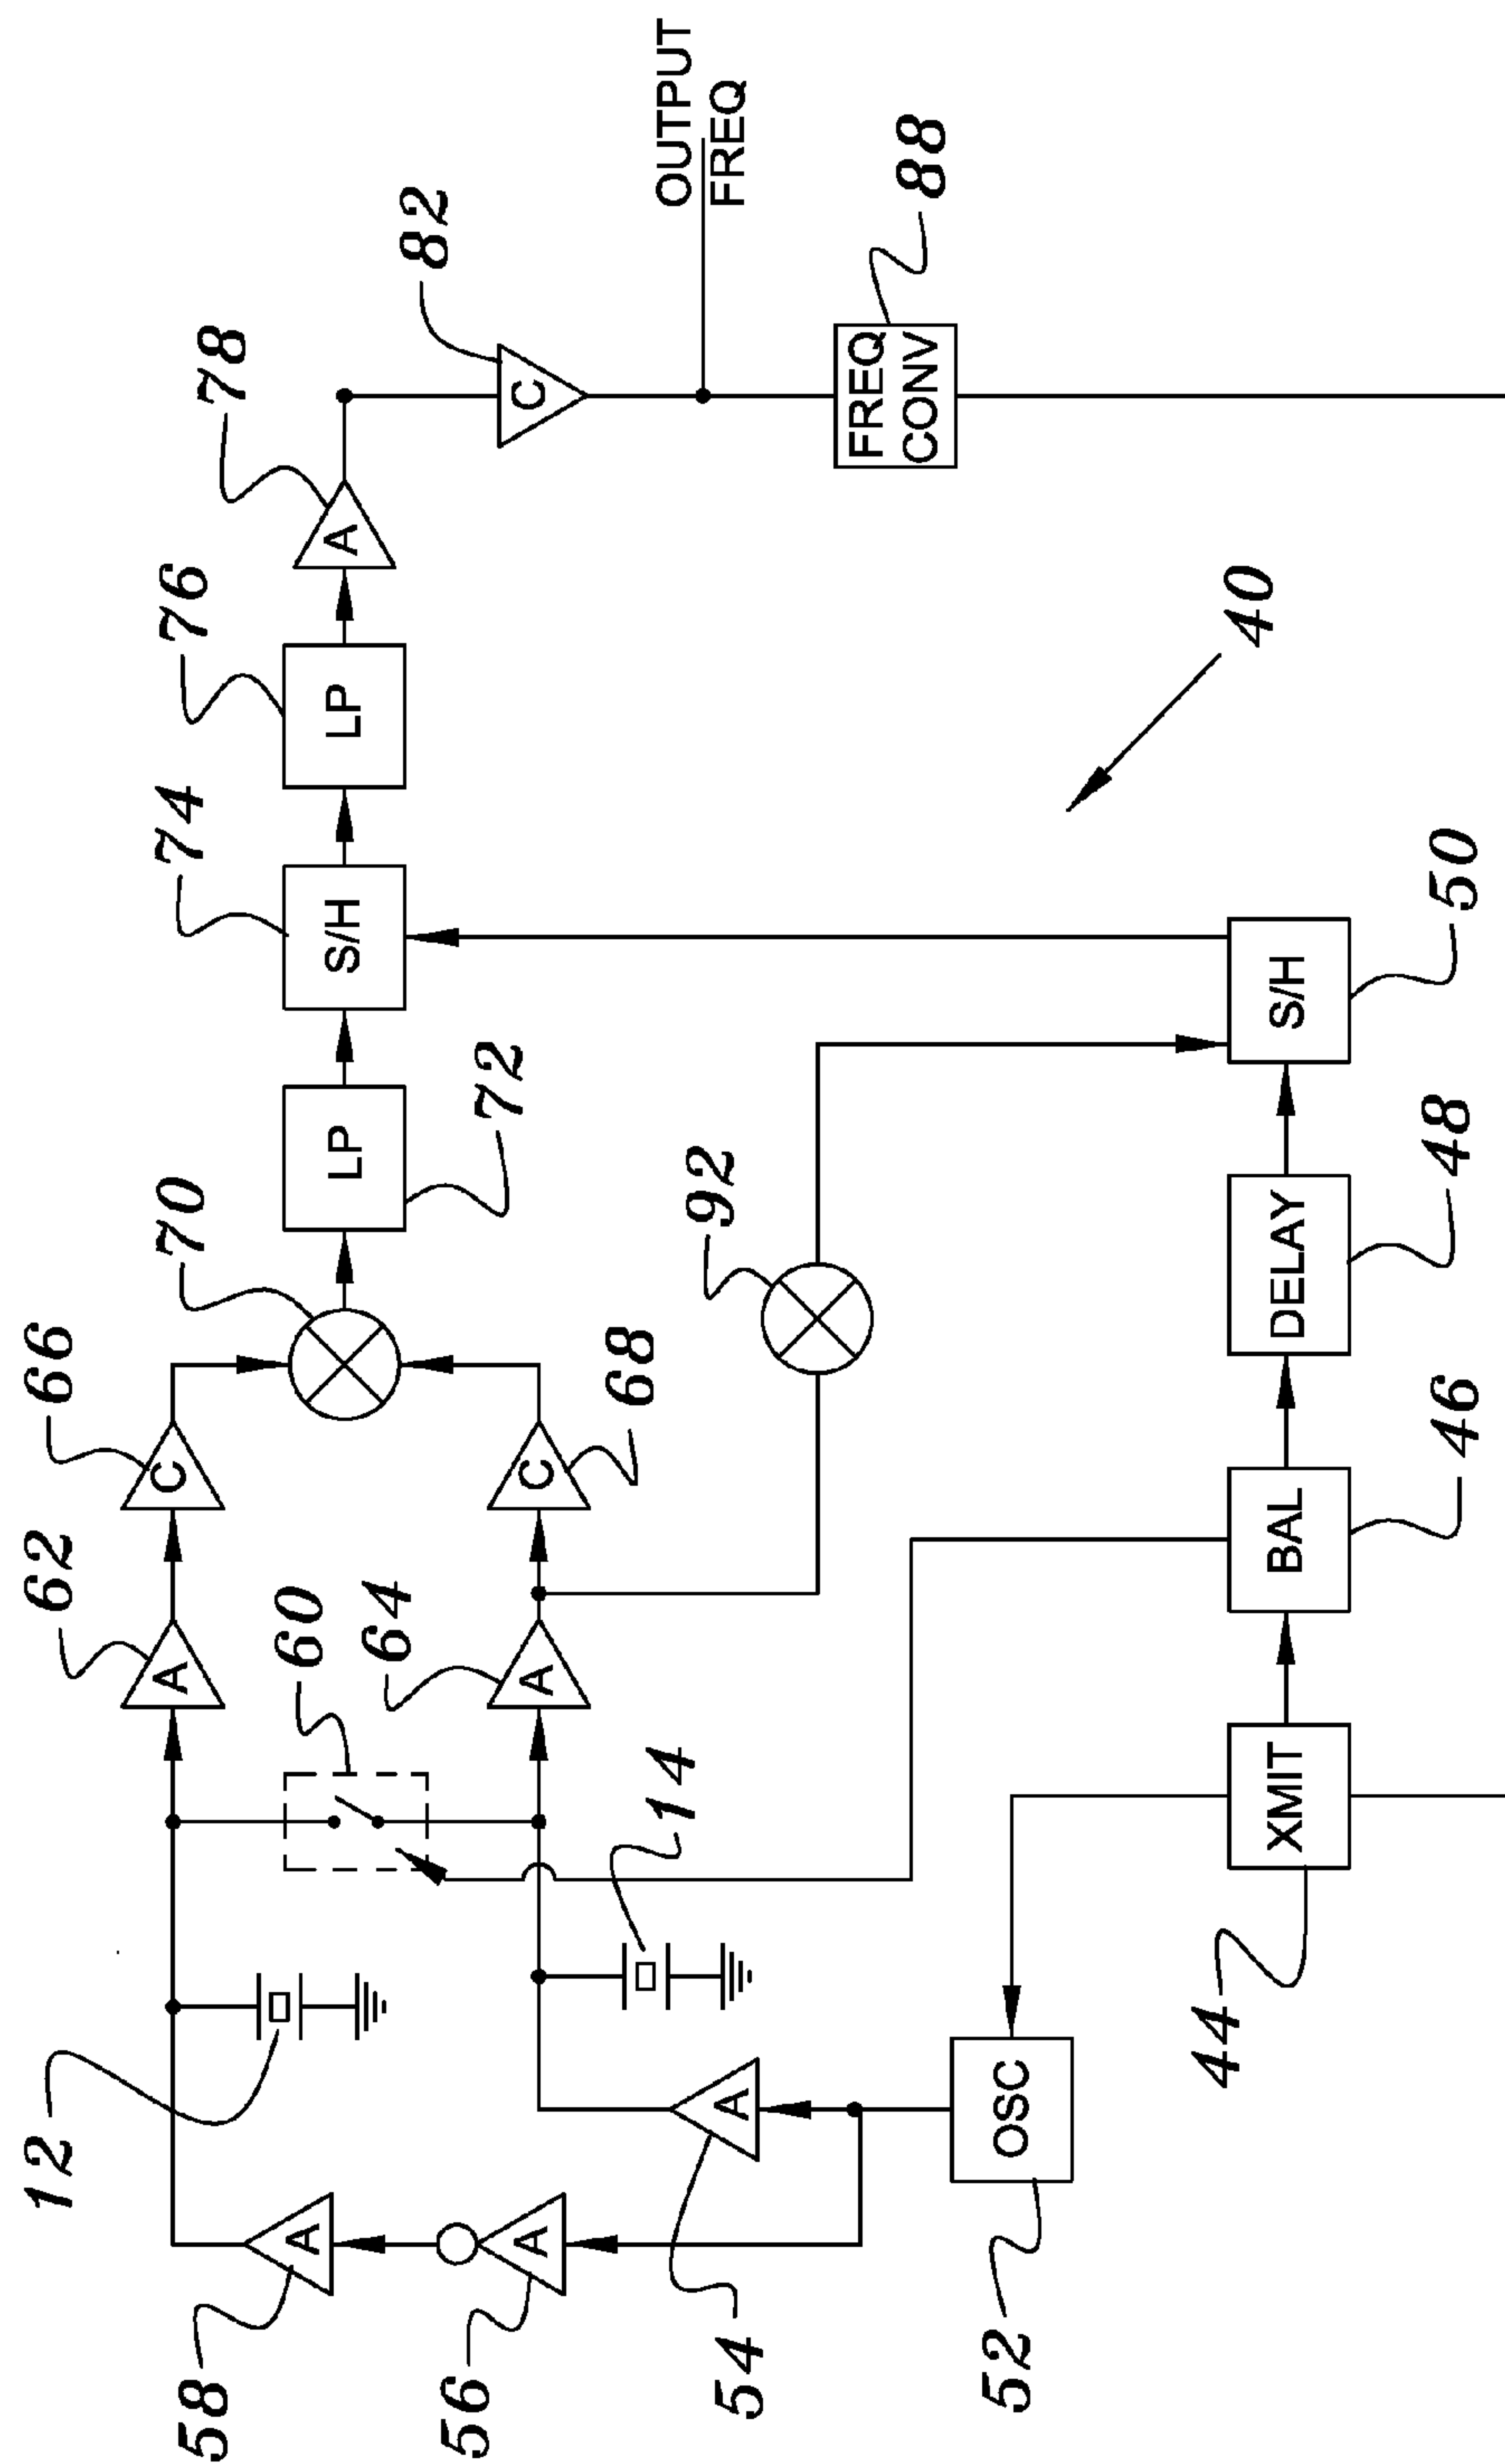 12
58
56
54
52
62
66
A
C
60
64
A
C
68
14
A
A
A
OSC
70
72
LP
74
S/H
76
LP
78
A
82
C
OUTPUT
FREQ
88
FREQ
CONV
92
40
44
XMIT
46
BAL
48
DELAY
50
S/H